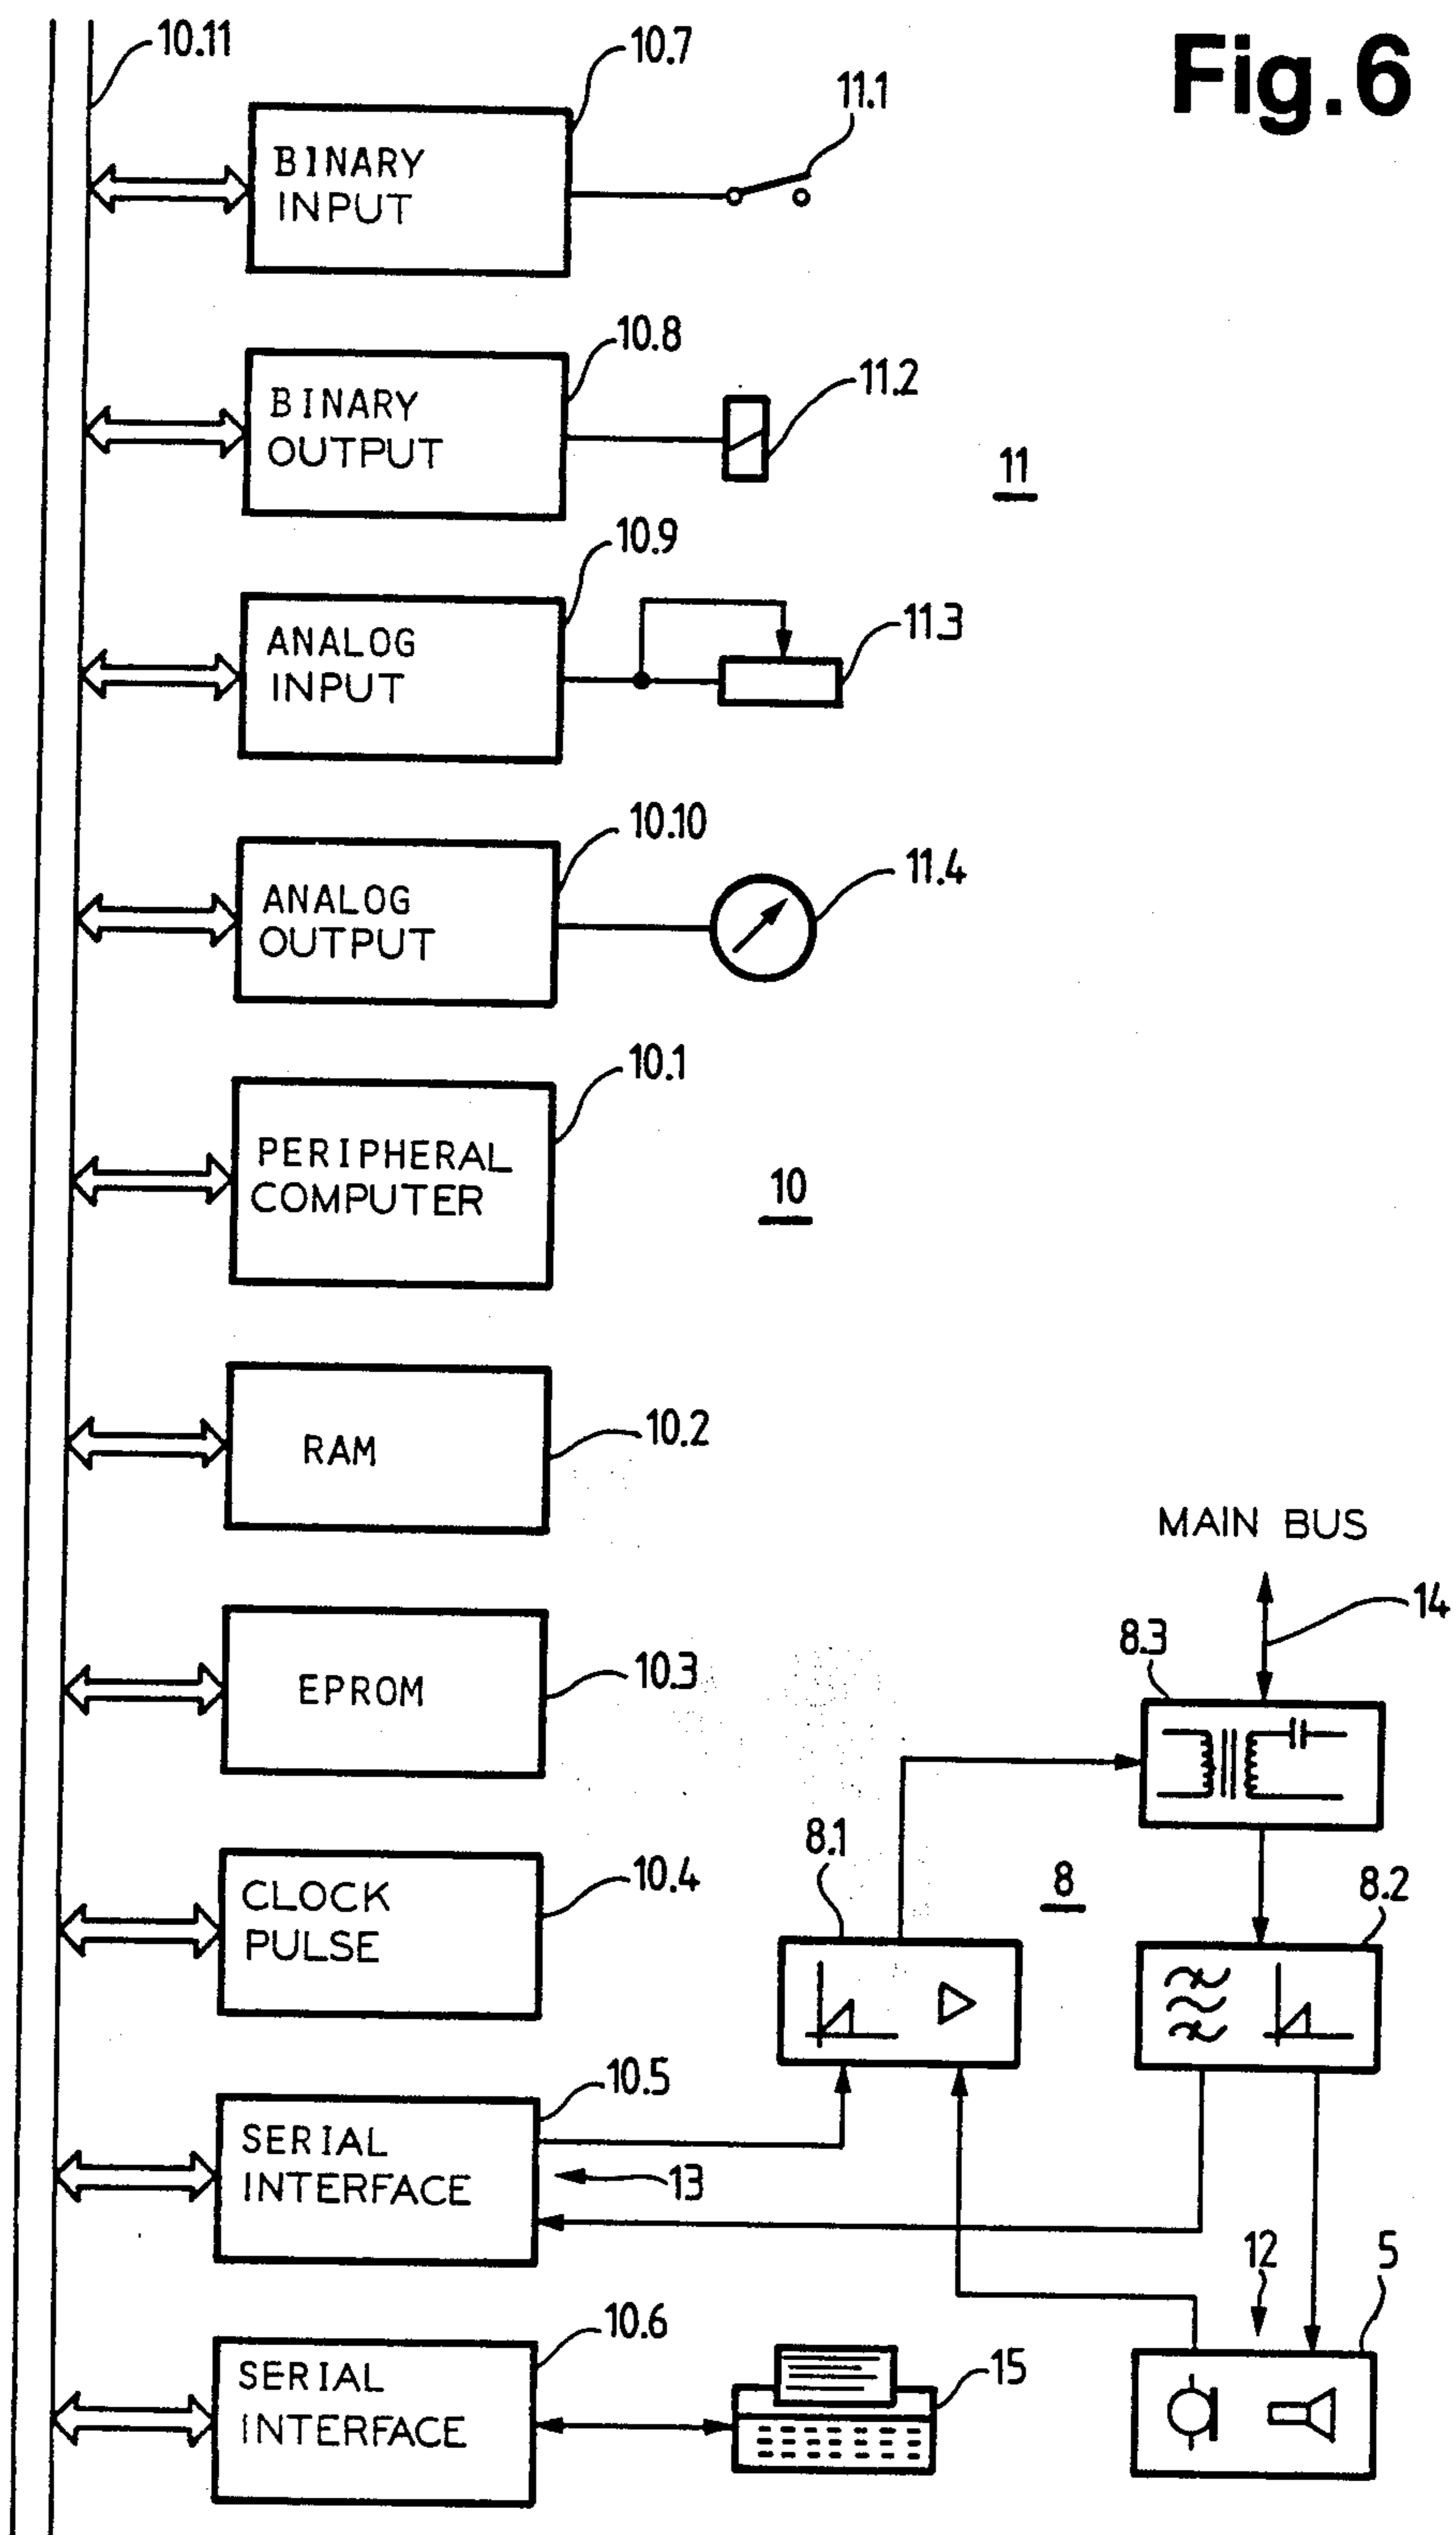 Fig.6
10.11
10.7
11.1
BINARY
INPUT
10.8
11.2
BINARY
OUTPUT
11
10.9
11.3
ANALOG
INPUT
10.10
11.4
ANALOG
OUTPUT
10.1
PERIPHERAL
COMPUTER
10
10.2
RAM
MAIN BUS
14
8.3
10.3
EPROM
8.1
8
8.2
10.4
CLOCK
PULSE
10.5
SERIAL
INTERFACE
13
12
5
10.6
SERIAL
INTERFACE
15